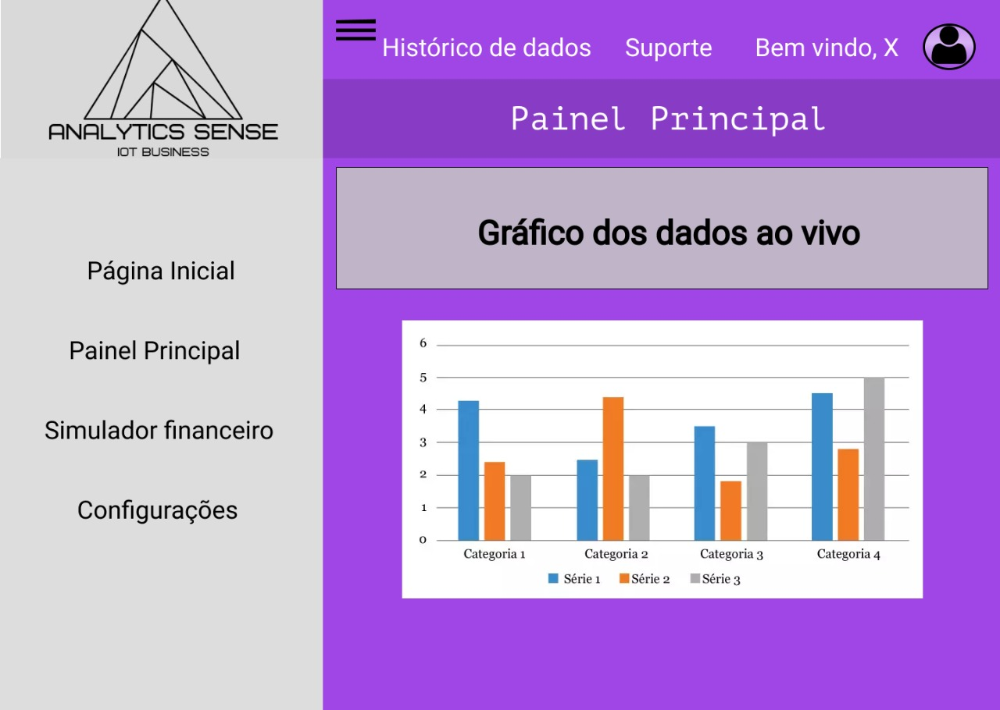 ANALYTICS SENSE
IOT BUSINESS
Histórico de dados
Suporte
Bem vindo, X
Painel Principal
Página Inicial
Painel Principal
Simulador financeiro
Configurações
Gráfico dos dados ao vivo
6
5
4
3
2
1
0
Categoria 1
Categoria 2
Categoria 3
Categoria 4
Série 1
Série 2
Série 3